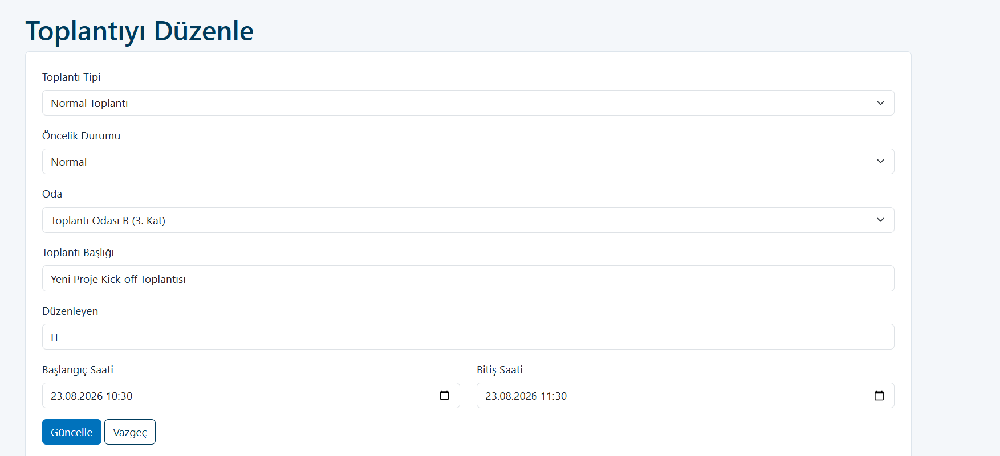 Toplantıyı Düzenle
Toplantı Tipi
Normal Toplantı
Öncelik Durumu
Normal
Oda
Toplantı Odası B (3. Kat)
Toplantı Başlığı
Yeni Proje Kick-off Toplantısı
Düzenleyen
IT
Başlangıç Saati
23.08.2026 10:30
Bitiş Saati
23.08.2026 11:30
Güncelle
Vazgeç